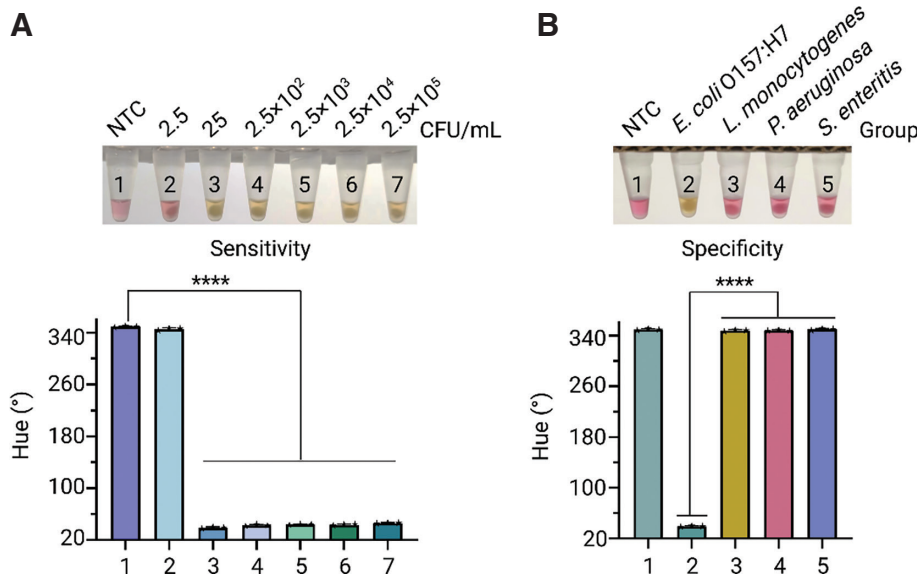 A
NTC 2.5 25 2.5×10² 2.5×10³ 2.5×10⁴ 2.5×10⁵ CFU/mL
1 2 3 4 5 6 7
Sensitivity
****
Hue (°)
340
260
180
100
20
1 2 3 4 5 6 7
B
NTC E. coli O157:H7 L. monocytogenes P. aeruginosa S. enteritis Group
1 2 3 4 5
Specificity
****
Hue (°)
340
260
180
100
20
1 2 3 4 5